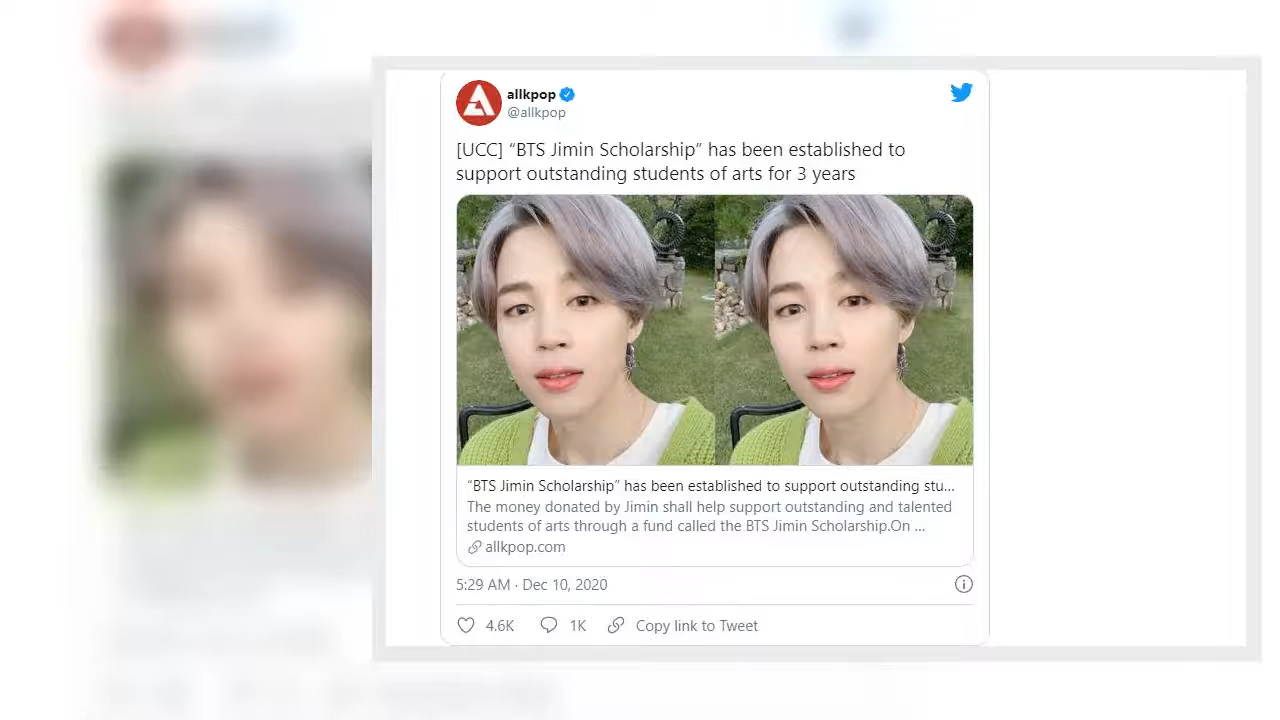 allkpop
@allkpop
[UCC] “BTS Jimin Scholarship” has been established to
support outstanding students of arts for 3 years
“BTS Jimin Scholarship” has been established to support outstanding stu...
The money donated by Jimin shall help support outstanding and talented
students of arts through a fund called the BTS Jimin Scholarship.On ...
allkpop.com
5:29 AM · Dec 10, 2020
4.6K 1K Copy link to Tweet